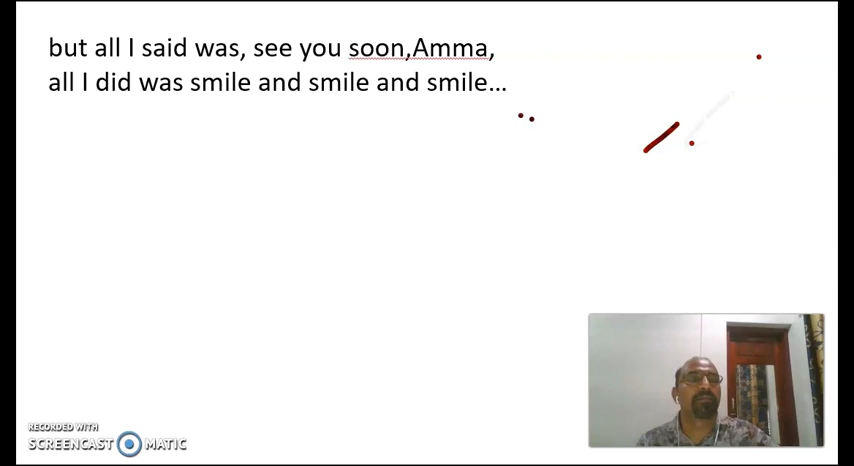 but all I said was, see you soon,Amma,
all I did was smile and smile and smile…
RECORDED WITH
SCREENCAST MATIC